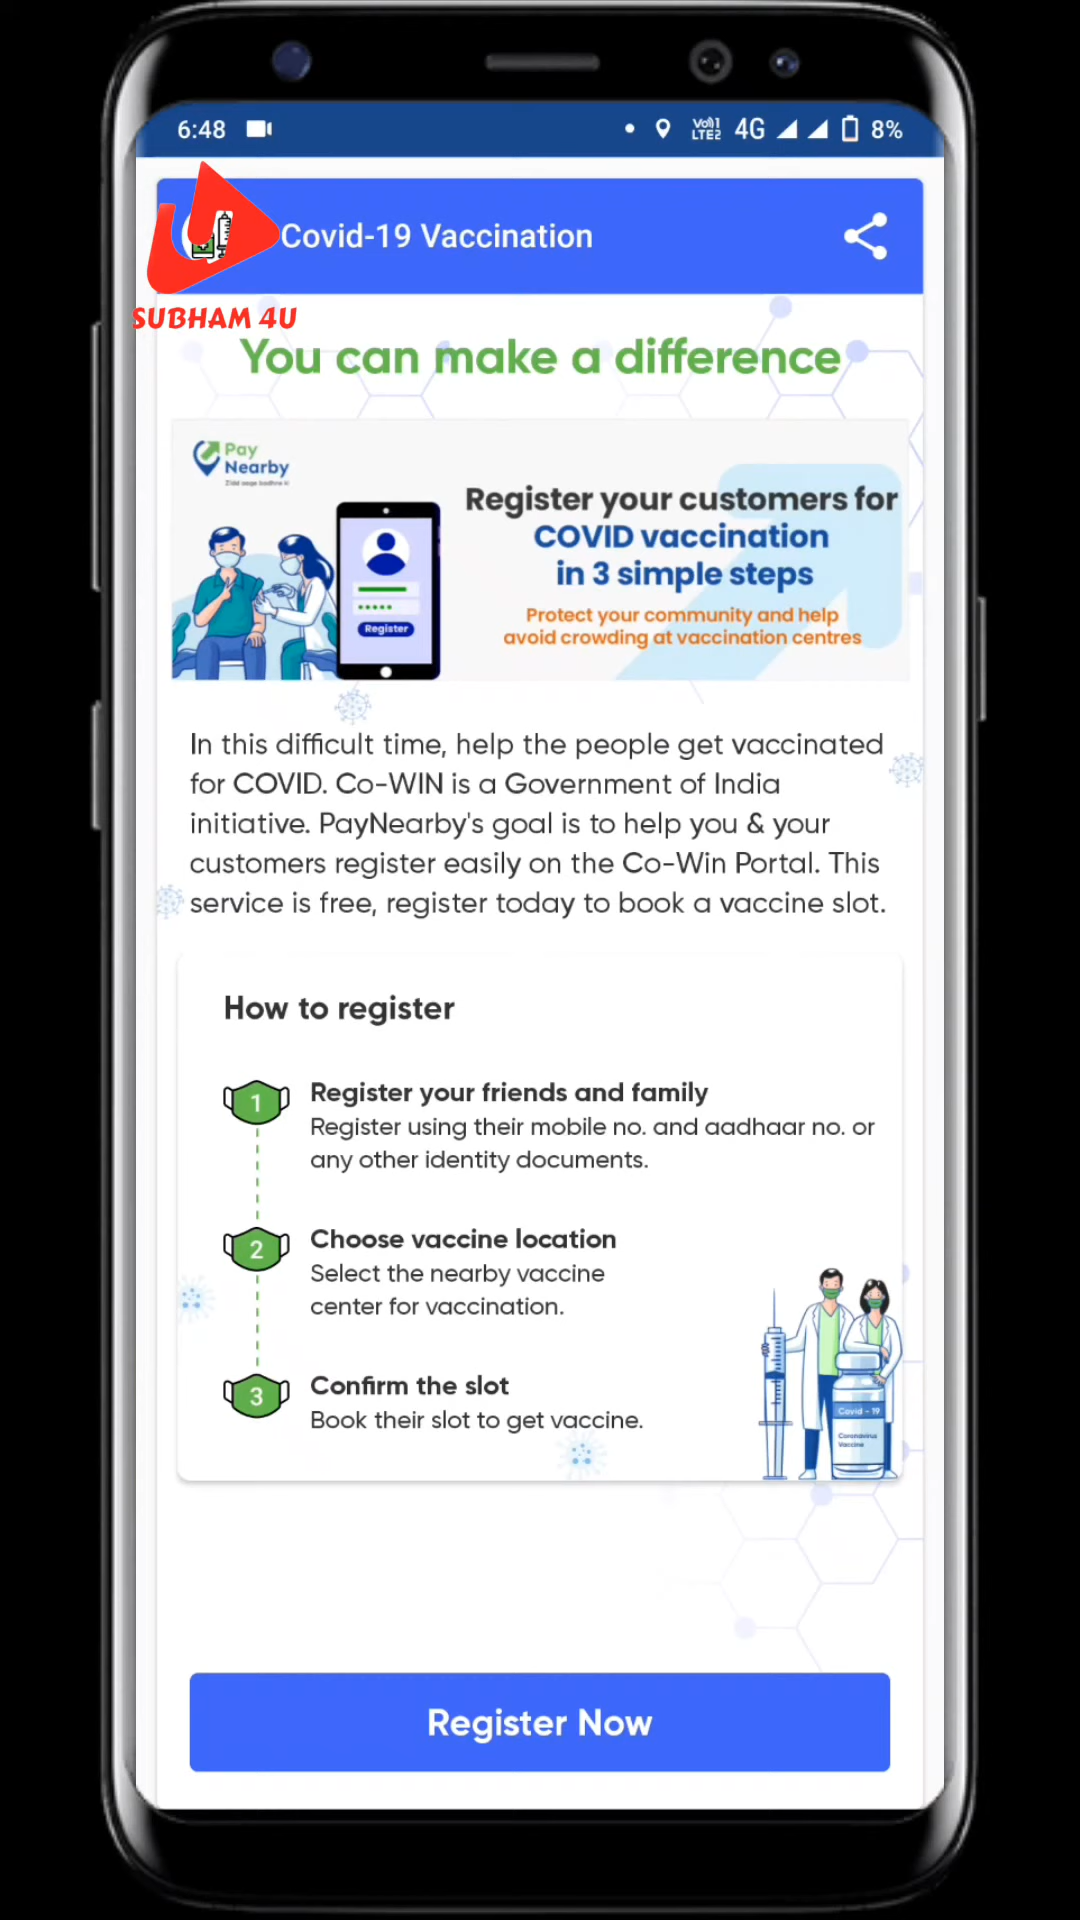 6:48
Vo)) 1
LTE2 4G 8%
Covid-19 Vaccination
SUBHAM 4U
You can make a difference
Pay
Nearby
Register your customers for
COVID vaccination
in 3 simple steps
Protect your community and help
avoid crowding at vaccination centres
Register
In this difficult time, help the people get vaccinated
for COVID. Co-WIN is a Government of India
initiative. PayNearby's goal is to help you & your
customers register easily on the Co-Win Portal. This
service is free, register today to book a vaccine slot.
How to register
1
Register your friends and family
Register using their mobile no. and aadhaar no. or
any other identity documents.
2
Choose vaccine location
Select the nearby vaccine
center for vaccination.
3
Confirm the slot
Book their slot to get vaccine.
Covid - 19
Coronavirus
Vaccine
Register Now